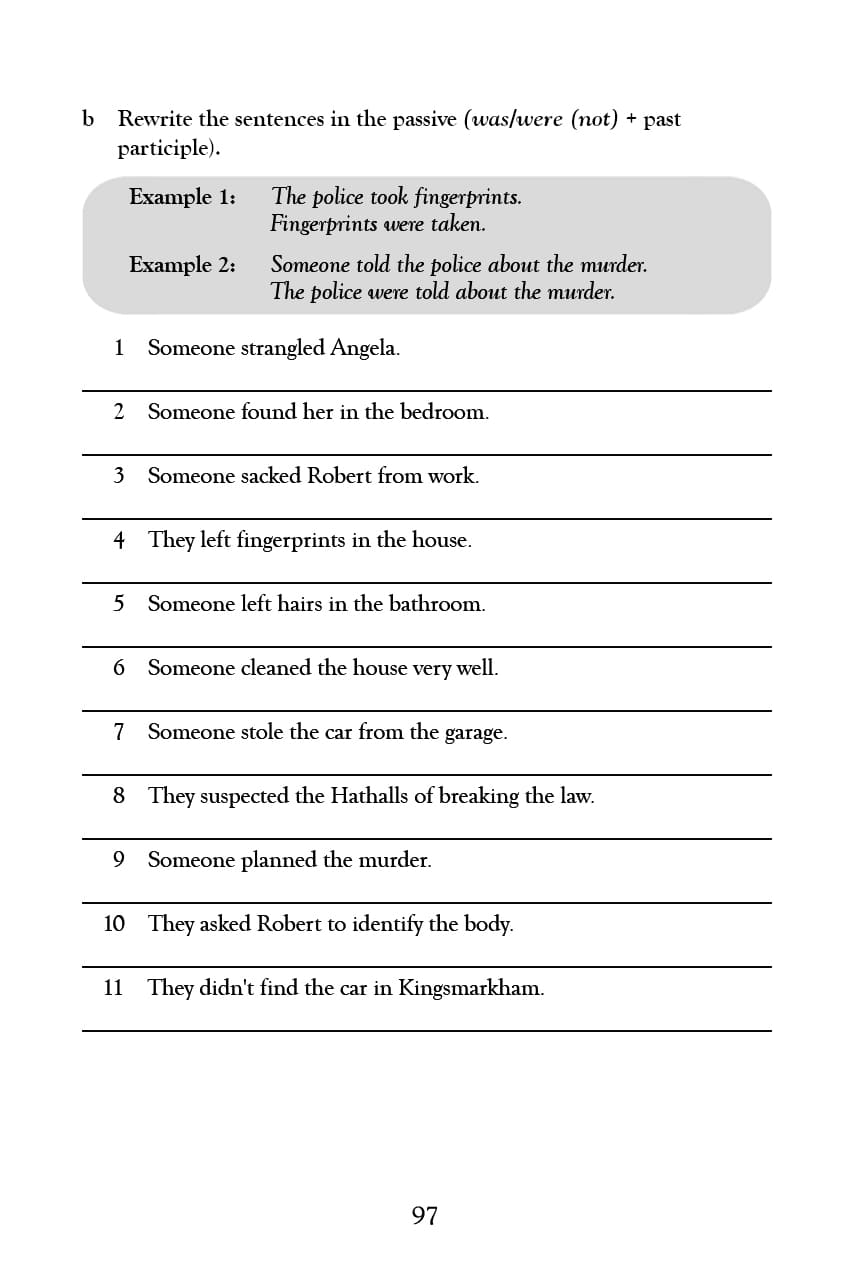 b Rewrite the sentences in the passive (was/were (not) + past
participle).
Example 1: The police took fingerprints.
Fingerprints were taken.
Example 2: Someone told the police about the murder.
The police were told about the murder.
1 Someone strangled Angela.
2 Someone found her in the bedroom.
3 Someone sacked Robert from work.
4 They left fingerprints in the house.
5 Someone left hairs in the bathroom.
6 Someone cleaned the house very well.
7 Someone stole the car from the garage.
8 They suspected the Hathalls of breaking the law.
9 Someone planned the murder.
10 They asked Robert to identify the body.
11 They didn't find the car in Kingsmarkham.
97